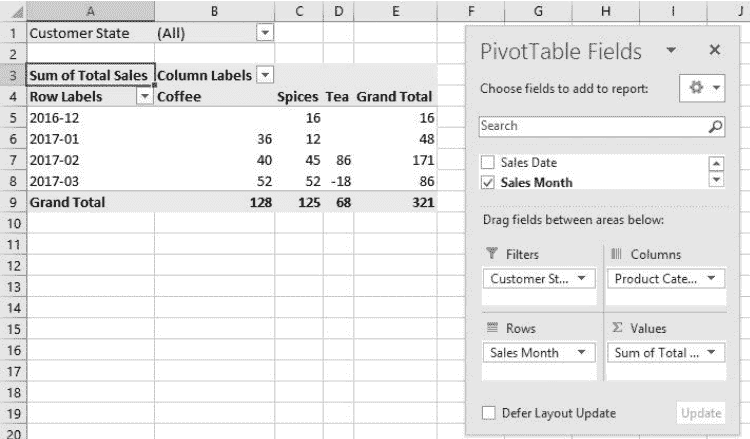 A B C D E F G H I J
1 Customer State (All)
2
3 Sum of Total Sales Column Labels
4 Row Labels Coffee Spices Tea Grand Total
5 2016-12 16 16
6 2017-01 36 12 48
7 2017-02 40 45 86 171
8 2017-03 52 52 -18 86
9 Grand Total 128 125 68 321
10
11
12
13
14
15
16
17
18
19
20
PivotTable Fields
Choose fields to add to report:
Search
Sales Date
Sales Month
Drag fields between areas below:
Filters Columns
Customer St... Product Cate...
Rows Σ Values
Sales Month Sum of Total ...
Defer Layout Update Update